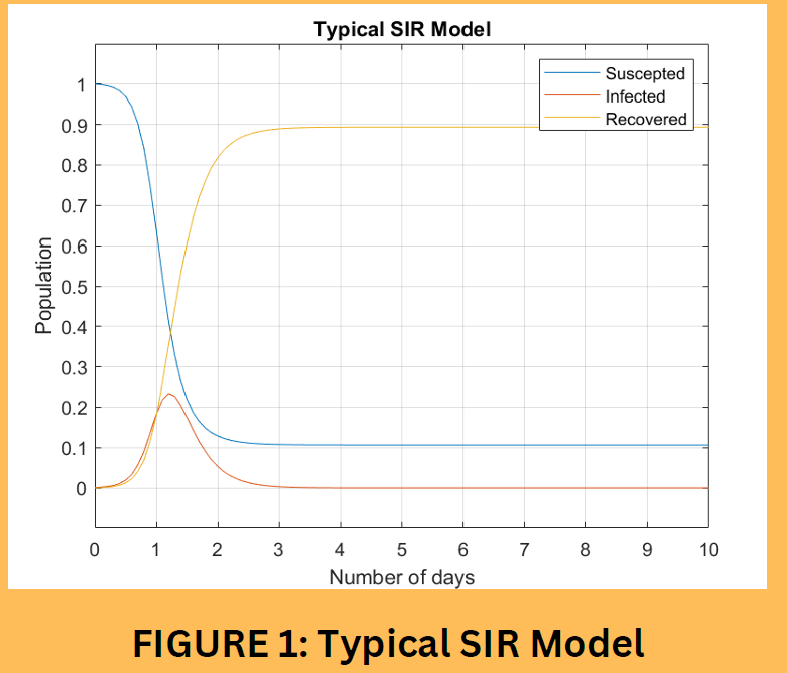 Typical SIR Model
Suscepted
Infected
Recovered
1
0.9
0.8
0.7
0.6
0.5
0.4
0.3
0.2
0.1
0
Population
0 1 2 3 4 5 6 7 8 9 10
Number of days
FIGURE 1: Typical SIR Model